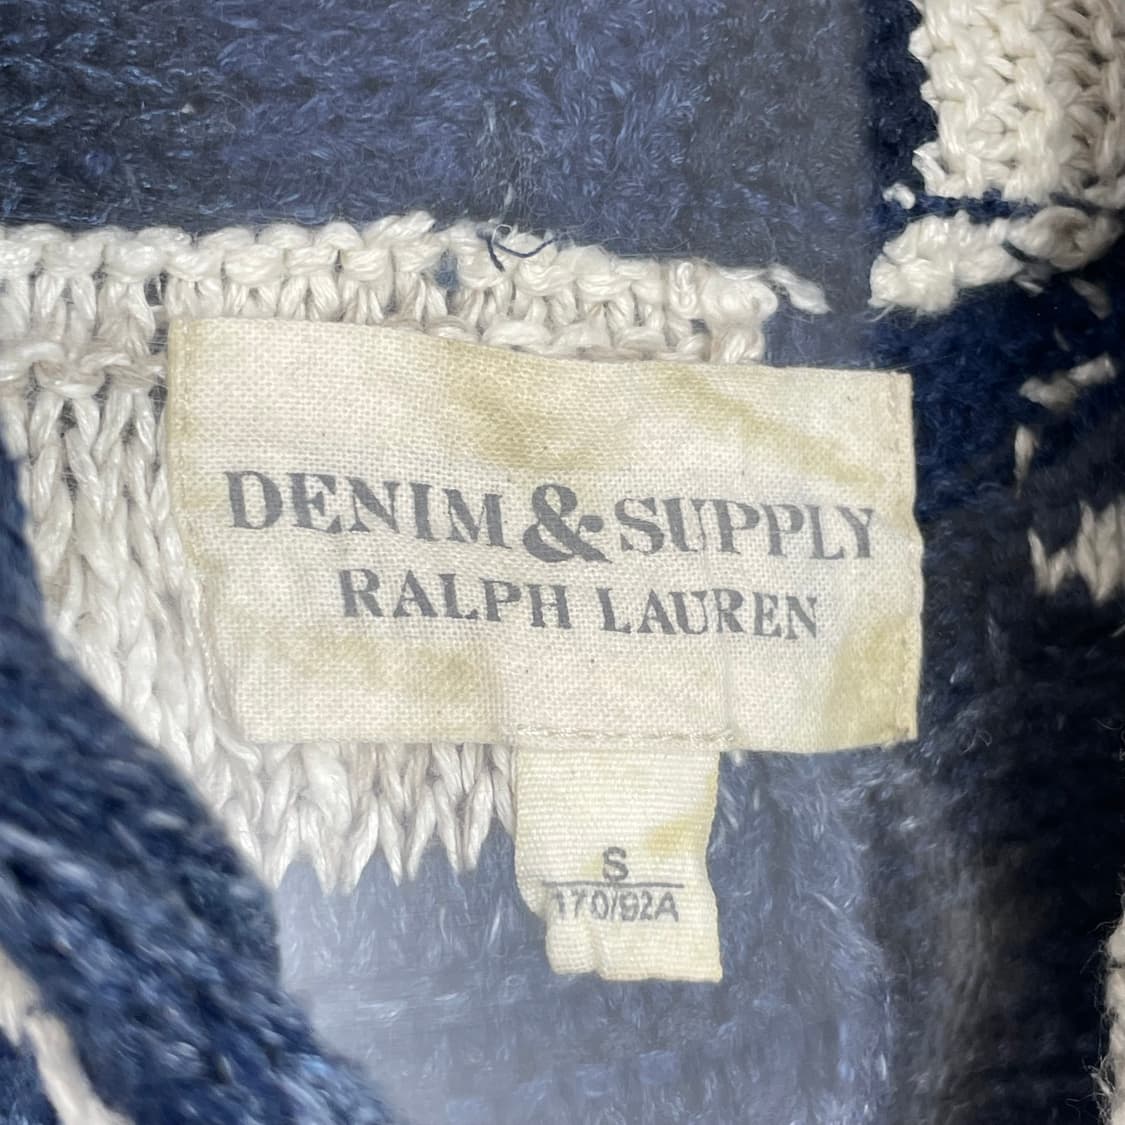 DENIM & SUPPLY
RALPH LAUREN
S
170/92A